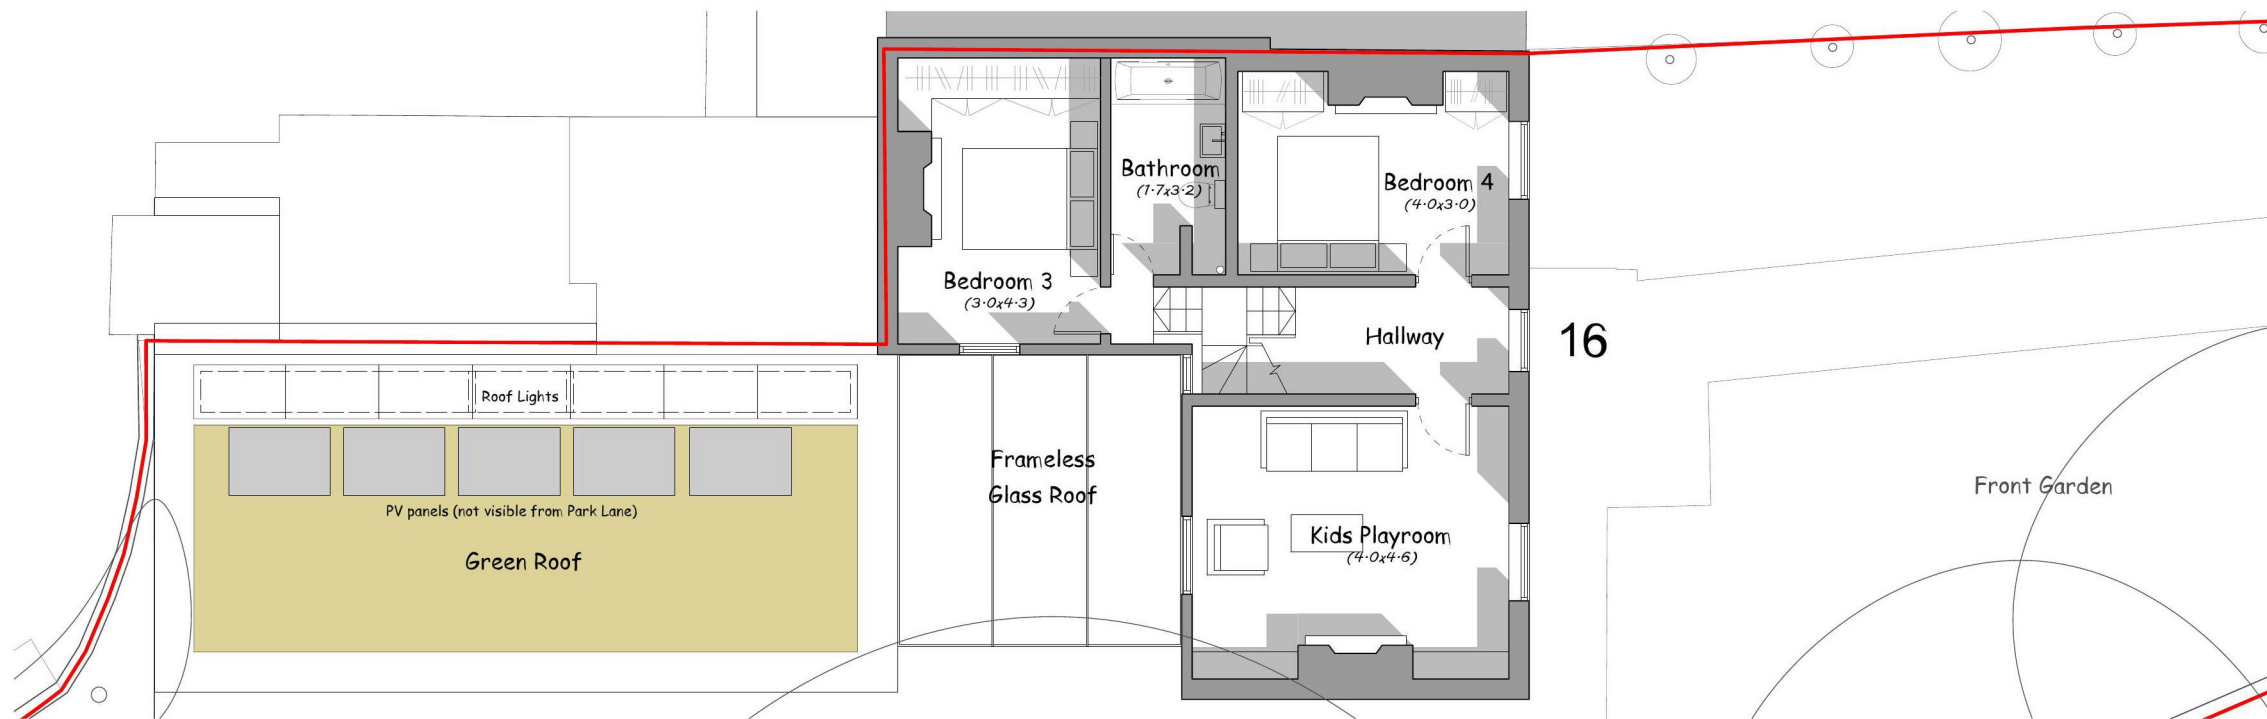 Bathroom
(1·7x3·2)
Bedroom 4
(4·0x3·0)
Bedroom 3
(3·0x4·3)
Hallway
16
Roof Lights
Frameless
Glass Roof
Front Garden
PV panels (not visible from Park Lane)
Green Roof
Kids Playroom
(4·0x4·6)